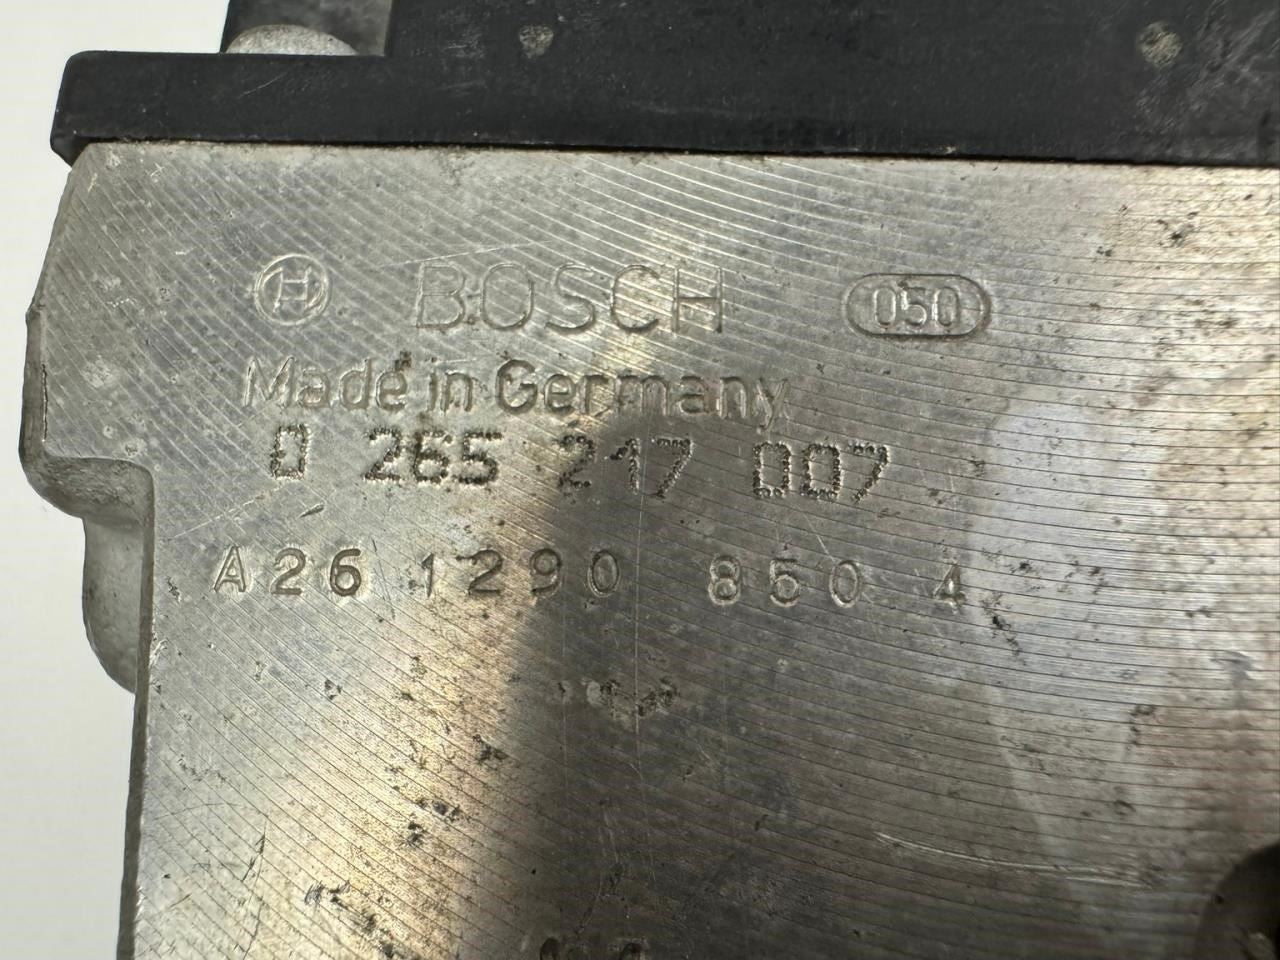 BOSCH 050
Made in Germany
0 265 217 007
A26 1290 850 4